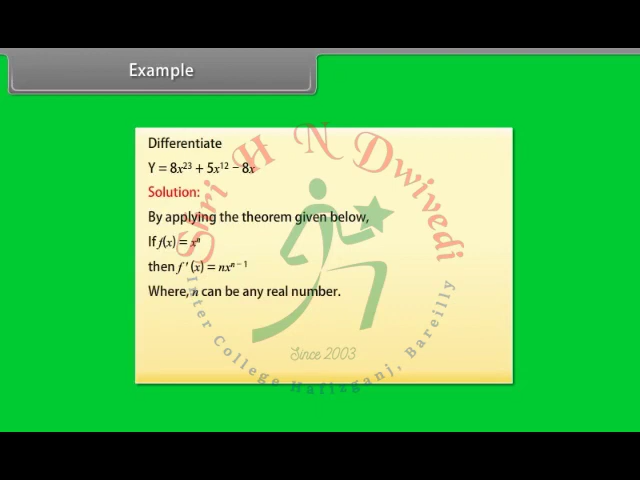 Example
Differentiate
Y = 8x²³ + 5x¹² − 8x
Solution:
By applying the theorem given below,
If f(x) = xⁿ
then f ′ (x) = nxⁿ⁻¹
Where, n can be any real number.
Shri H N Dwivedi
Inter College Hafizganj, Bareilly
Since 2003